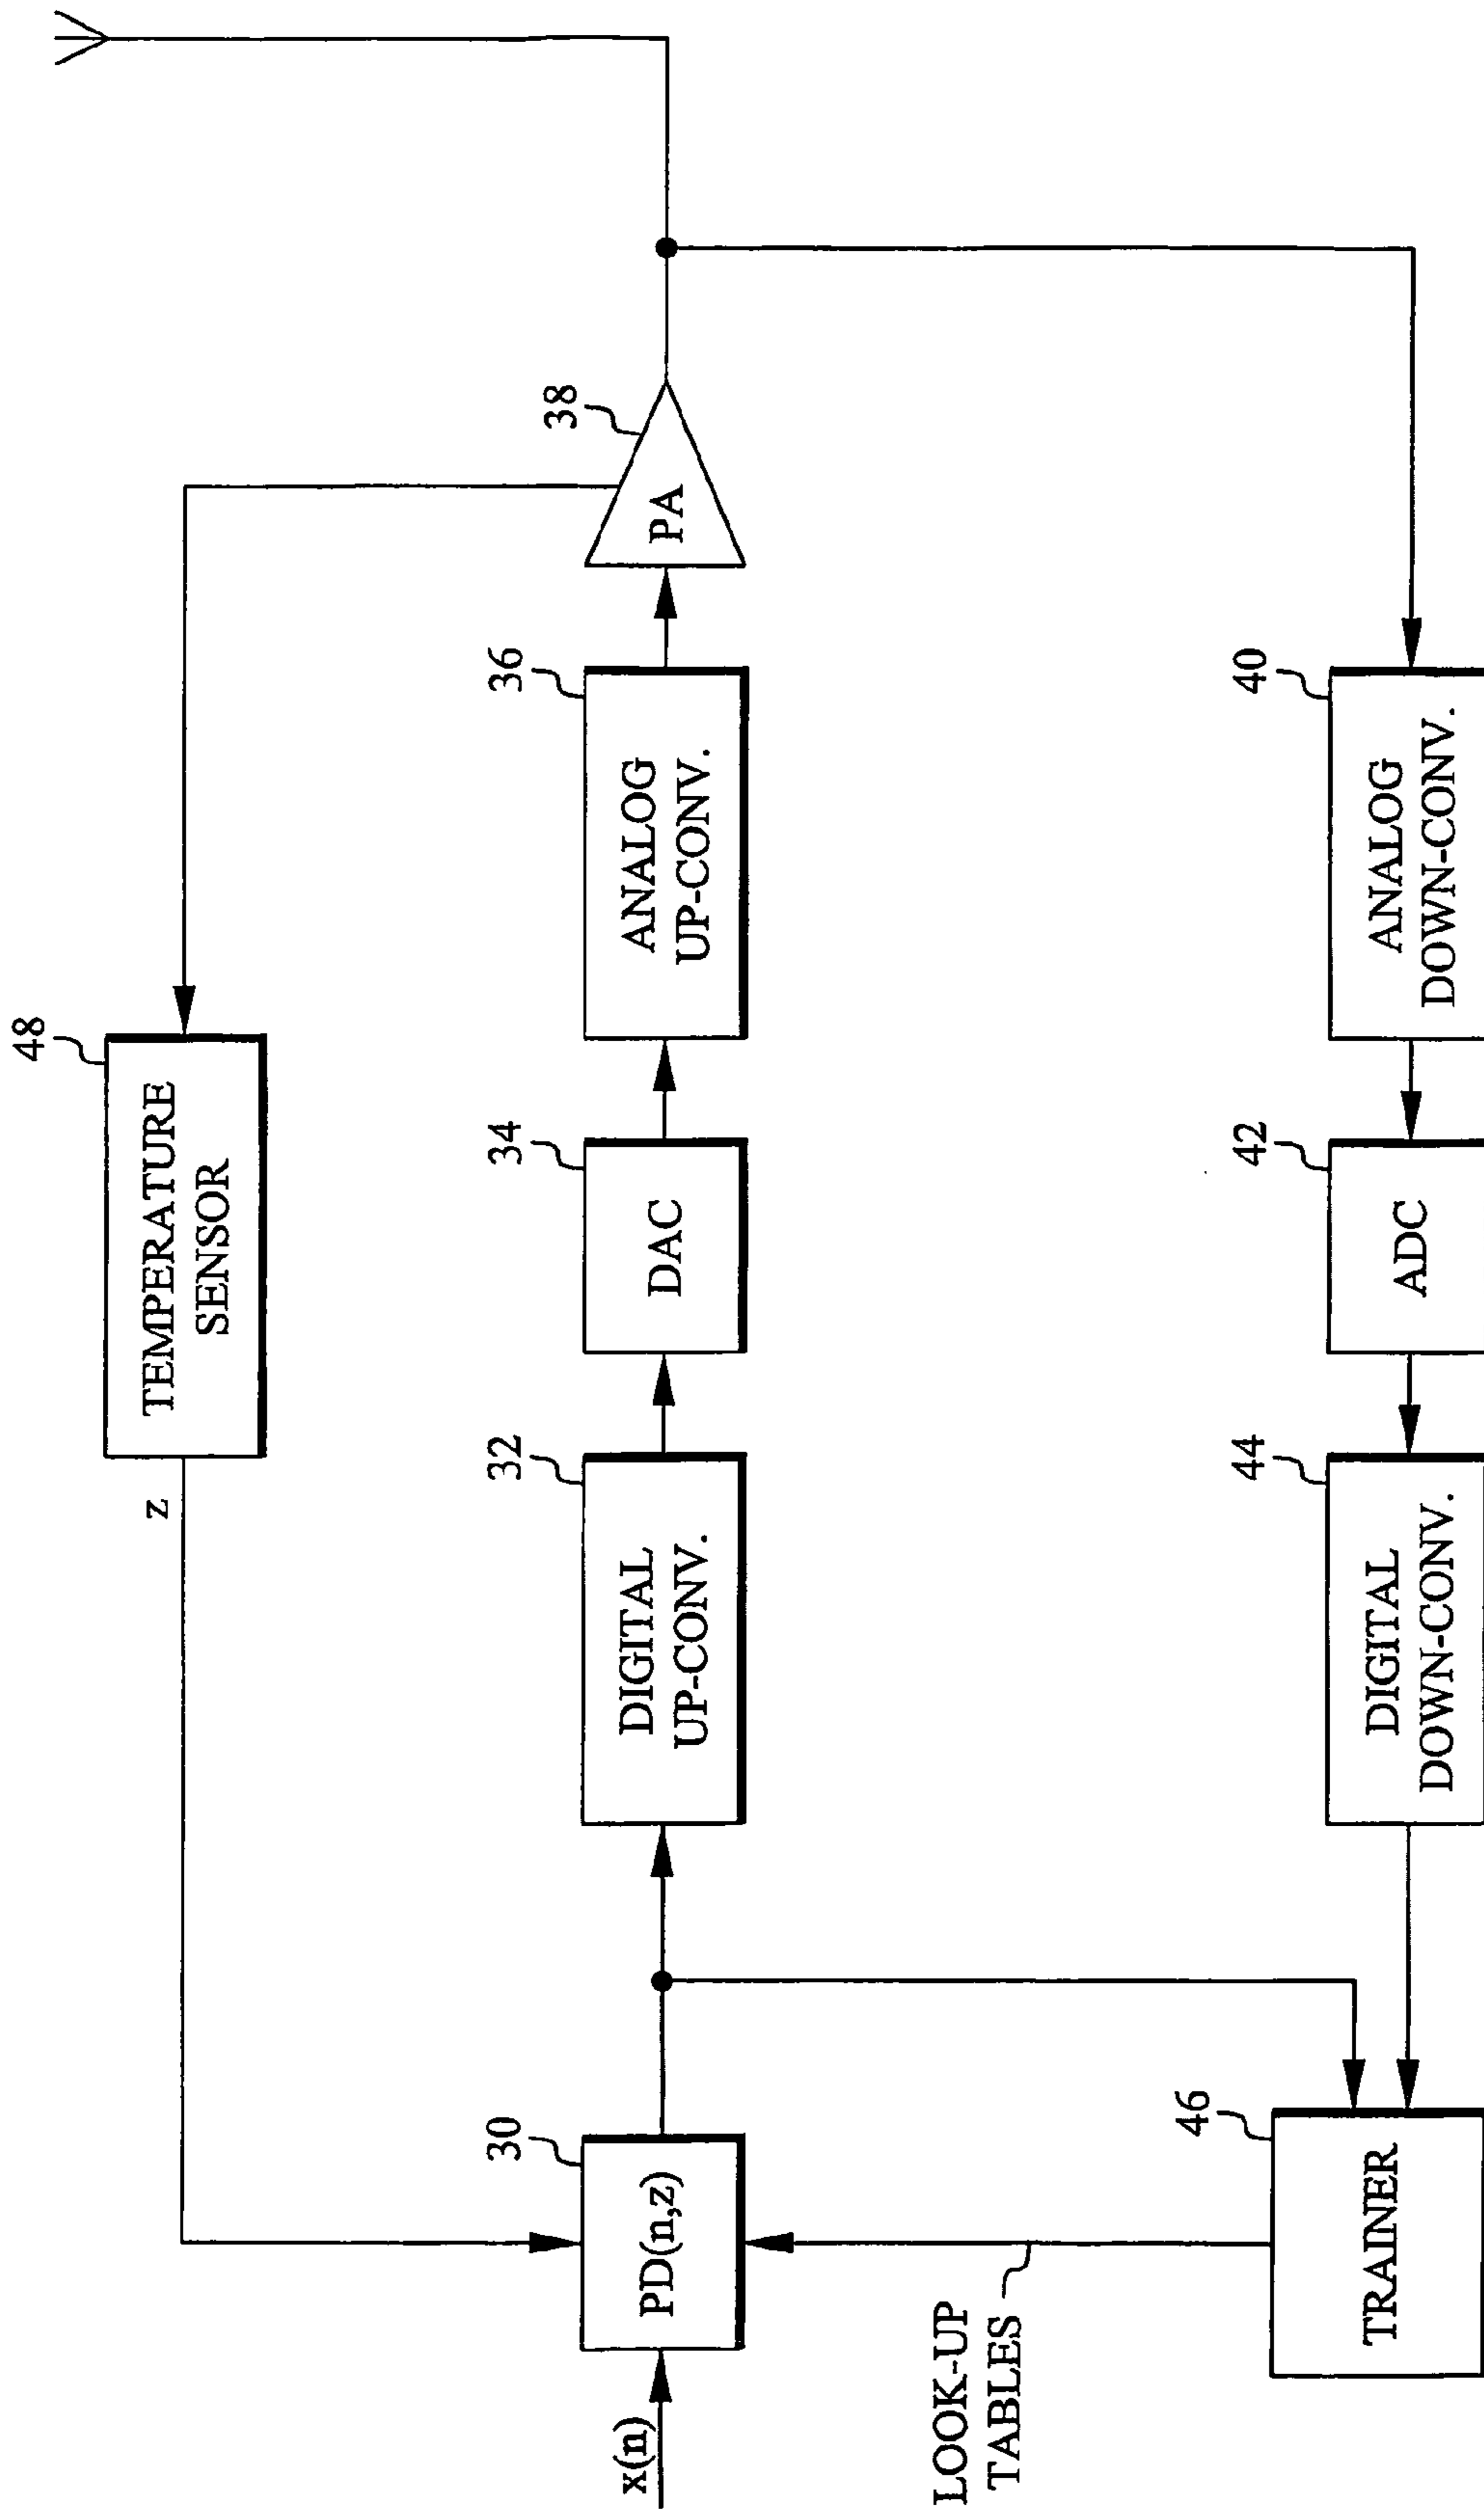 48
TEMPERATURE
SENSOR
z
30
PD(n,z)
x(n)
32
DIGITAL
UP-CONV.
34
DAC
36
ANALOG
UP-CONV.
38
PA
LOOK-UP
TABLES
46
TRAINER
44
DIGITAL
DOWN-CONV.
42
ADC
40
ANALOG
DOWN-CONV.